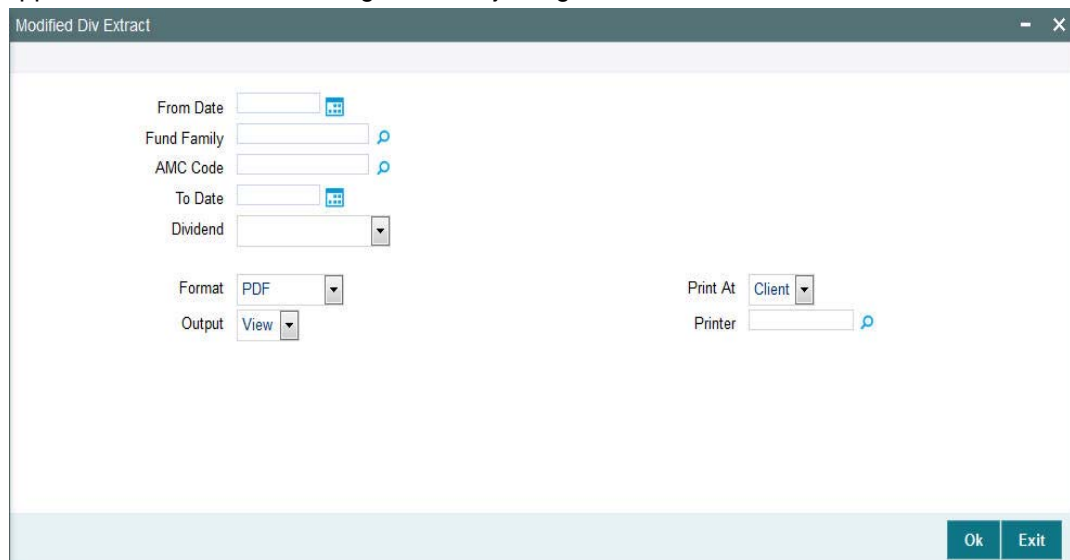 Modified Div Extract
From Date
Fund Family
AMC Code
To Date
Dividend
Format PDF Print At Client
Output View Printer
Ok Exit